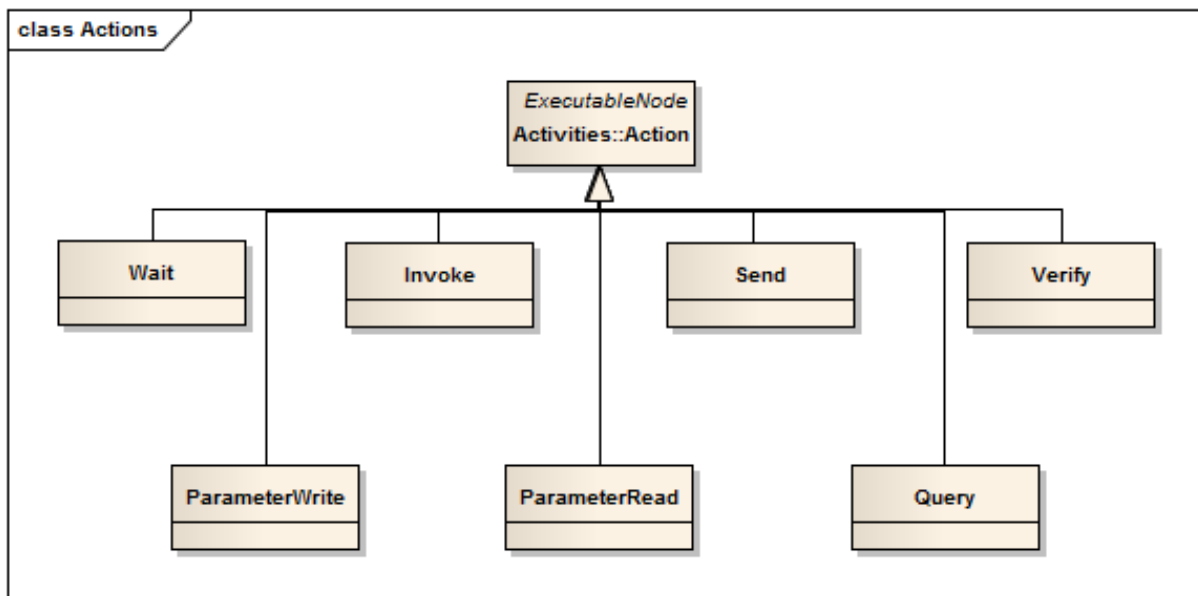 class Actions
ExecutableNode
Activities::Action
Wait
Invoke
Send
Verify
ParameterWrite
ParameterRead
Query